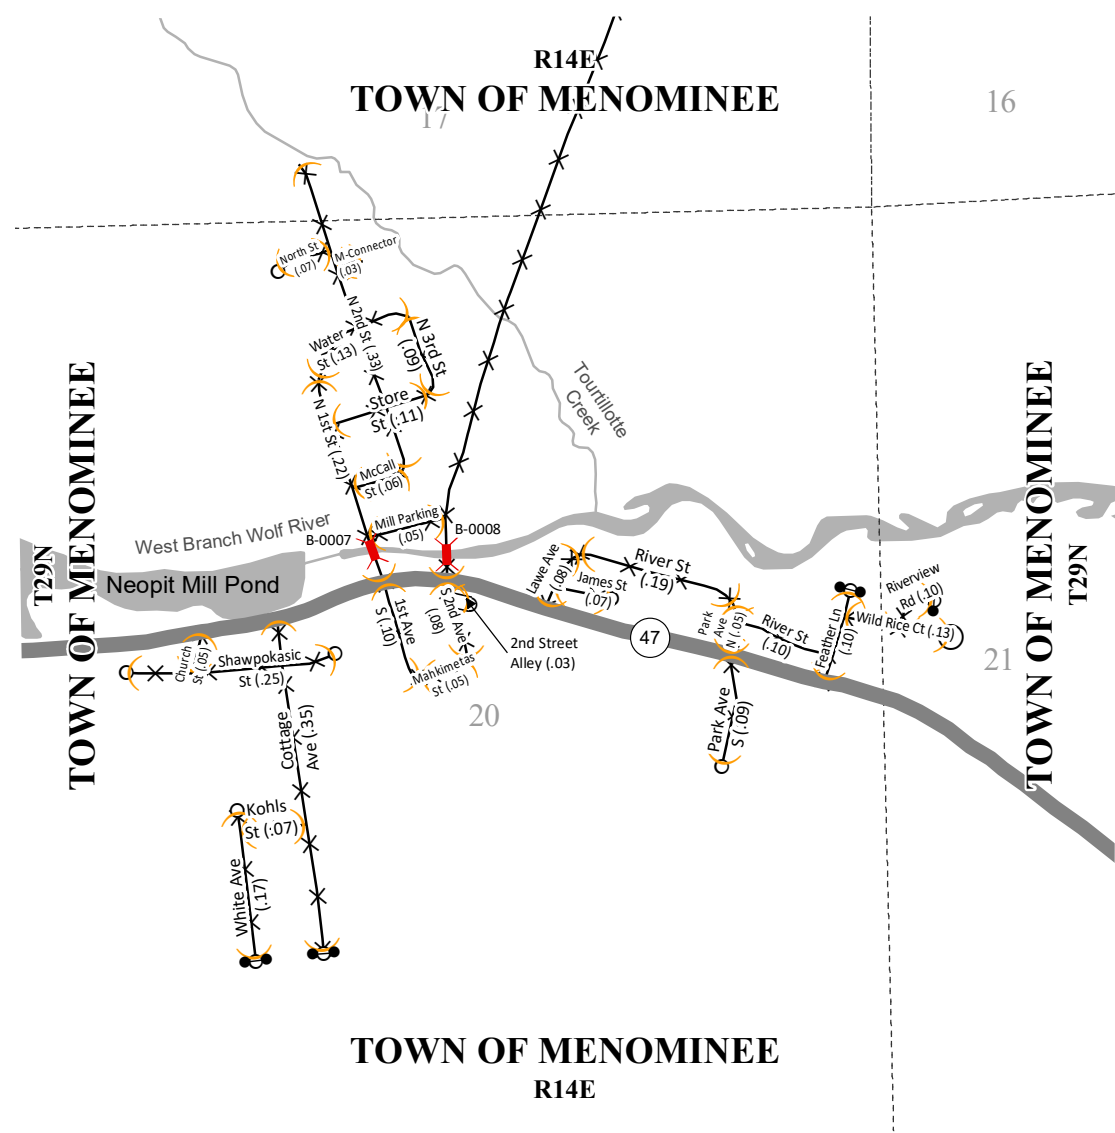 R14E
TOWN OF MENOMINEE
17
16
North St
(.07)
M-Connector
(.03)
N 2nd St (.33)
Water
St (.13)
N 3rd St
(.09)
Store
St (.11)
N 1st St (.22)
McCall
St (.06)
Mill Parking
(.05)
B-0007
B-0008
Tourtillotte
Creek
West Branch Wolf River
Neopit Mill Pond
T29N
TOWN OF MENOMINEE
TOWN OF MENOMINEE
T29N
Lawe Ave
(.08)
James St
(.07)
River St
(.19)
Park
Ave
N (.05)
River St
(.10)
Feather Ln
(.10)
Riverview
Rd (.10)
Wild Rice Ct (.13)
1st Ave
S (.10)
S 2nd Ave
(.08)
2nd Street
Alley (.03)
Mahkimetas
St (.05)
47
21
20
Church
St (.05)
Shawpokasic
St (.25)
Cottage
Ave (.35)
Park Ave
S (.09)
Kohls
St (.07)
White Ave
(.17)
TOWN OF MENOMINEE
R14E